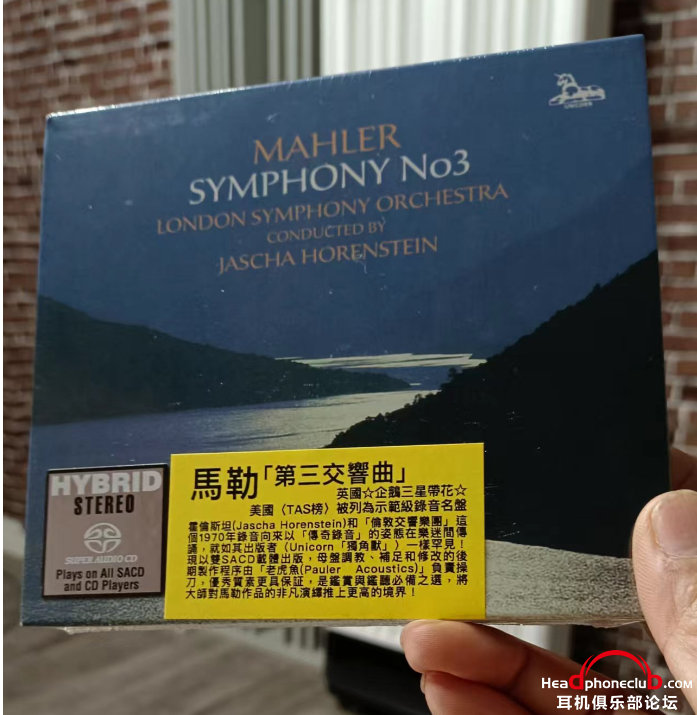 UNICORN
MAHLER
SYMPHONY No3
LONDON SYMPHONY ORCHESTRA
CONDUCTED BY
JASCHA HORENSTEIN
HYBRID
STEREO
SUPER AUDIO CD
Plays on All SACD
and CD Players
馬勒「第三交響曲」
英國☆企鵝三星帶花☆
美國〈TAS榜〉被列為示範級錄音名盤
霍倫斯坦(Jascha Horenstein)和「倫敦交響樂團」這
個1970年錄音向來以「傳奇錄音」的姿態在樂迷間傳
誦，就如其出版者〈Unicorn「獨角獸」〉一樣罕見！
現以雙SACD載體出版，母盤調教、補足和修改的後
期製作程序由「老虎魚(Pauler Acoustics)」負責操
刀，優秀質素更具保証，是鑑賞與鑑聽必備之選，將
大師對馬勒作品的非凡演繹推上更高的境界！
Headphoneclub.com
耳机俱乐部论坛